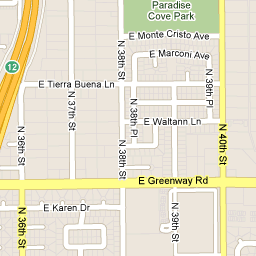 Paradise
Cove Park
E Monte Cristo Ave
N 38th St
E Marconi Ave
12
E Tierra Buena Ln
N 39th Pl
N 37th St
N 38th Pl
E Waltann Ln
N 36th St
N 40th St
N 38th St
E Greenway Rd
E Karen Dr
N 36th St
N 39th St